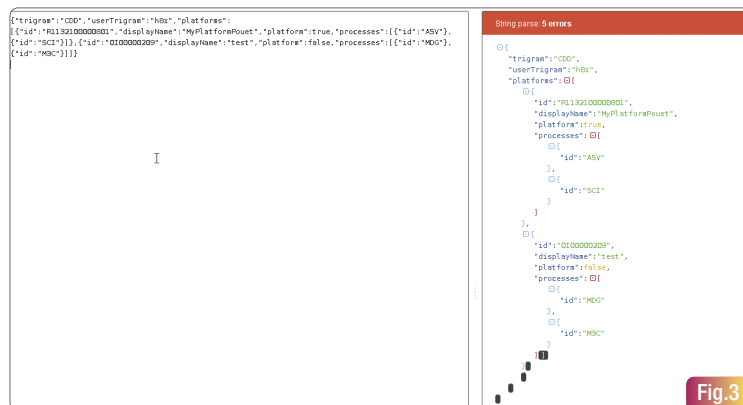 {"trigram":"CDD","userTrigram":"h8z","platforms":
[{"id":"R1132100000801","displayName":"MyPlatformPouet","platform":true,"processes":[{"id":"A5V"},
{"id":"SCI"}]},{"id":"OI00000209","displayName":"test","platform":false,"processes":[{"id":"MDG"},
{"id":"M3C"}]]}
String parse: 5 errors
{
"trigram":"CDD",
"userTrigram":"h8z",
"platforms":[
{
"id":"R1132100000801",
"displayName":"MyPlatformPouet",
"platform":true,
"processes":[
{
"id":"A5V"
},
{
"id":"SCI"
}
]
},
{
"id":"OI00000209",
"displayName":"test",
"platform":false,
"processes":[
{
"id":"MDG"
},
{
"id":"M3C"
}
]]
}
Fig.3